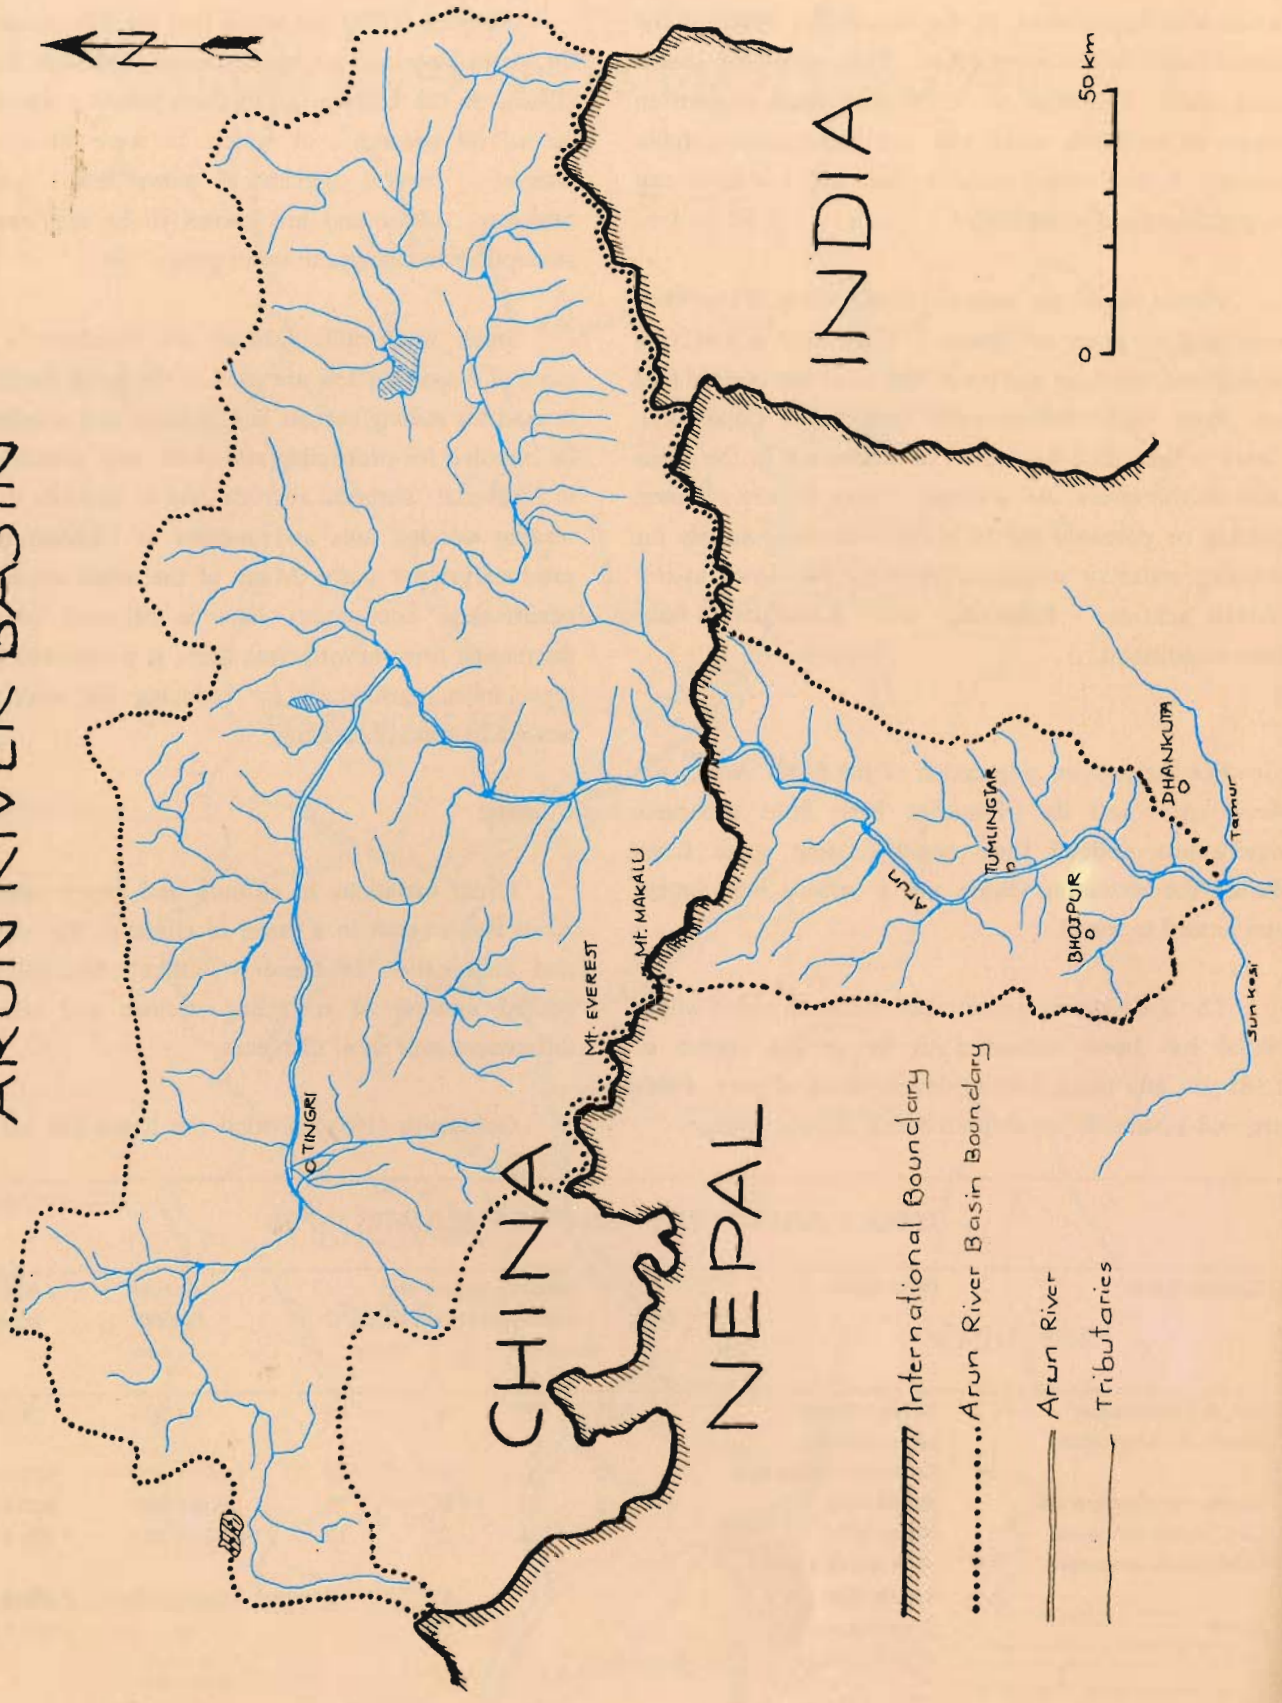 ARUN RIVER BASIN
N
TINGRI
CHINA
Mt. EVEREST
Mt. MAKALU
NEPAL
INDIA
Arun
TUMLINGTAR
BHOJPUR
DHANKUTA
Sun Kosi
Tamur
International Boundary
Arun River Basin Boundary
Arun River
Tributaries
0 50 km